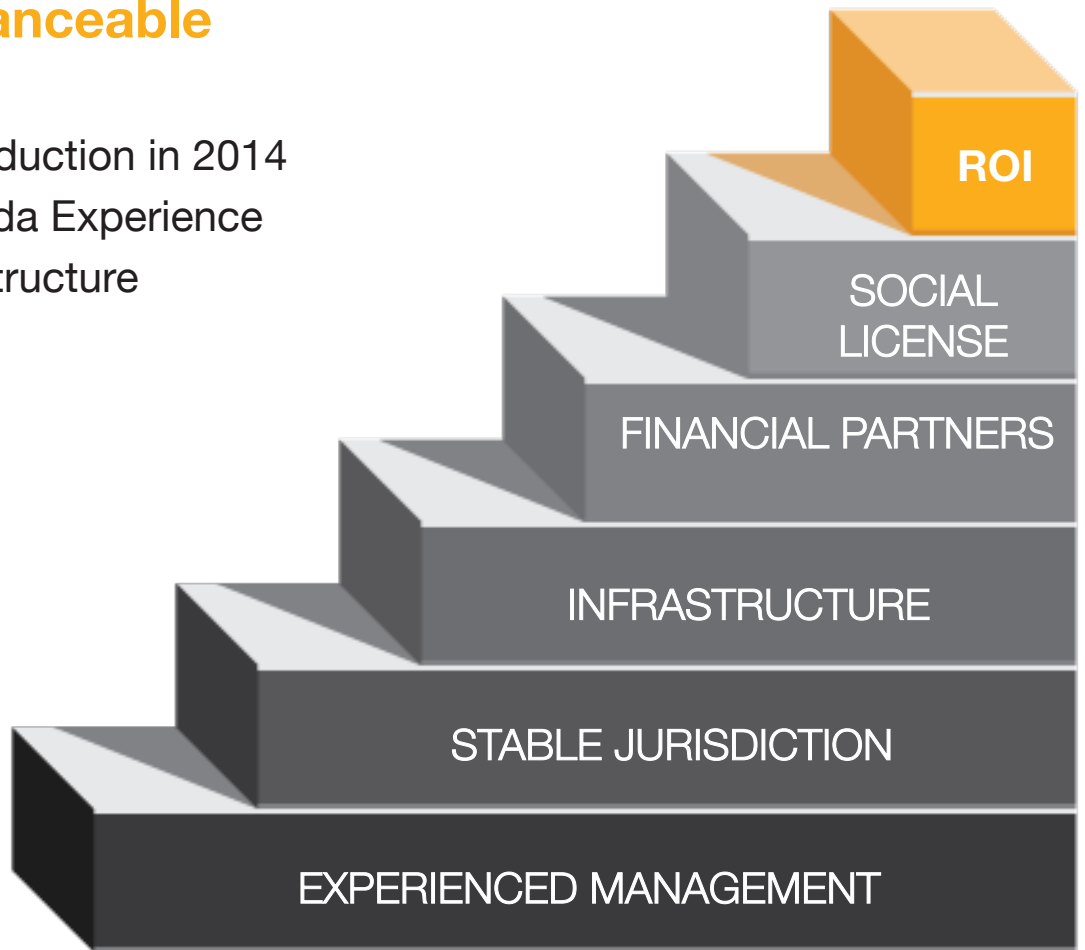 anceable
duction in 2014
da Experience
tructure
ROI
SOCIAL
LICENSE
FINANCIAL PARTNERS
INFRASTRUCTURE
STABLE JURISDICTION
EXPERIENCED MANAGEMENT